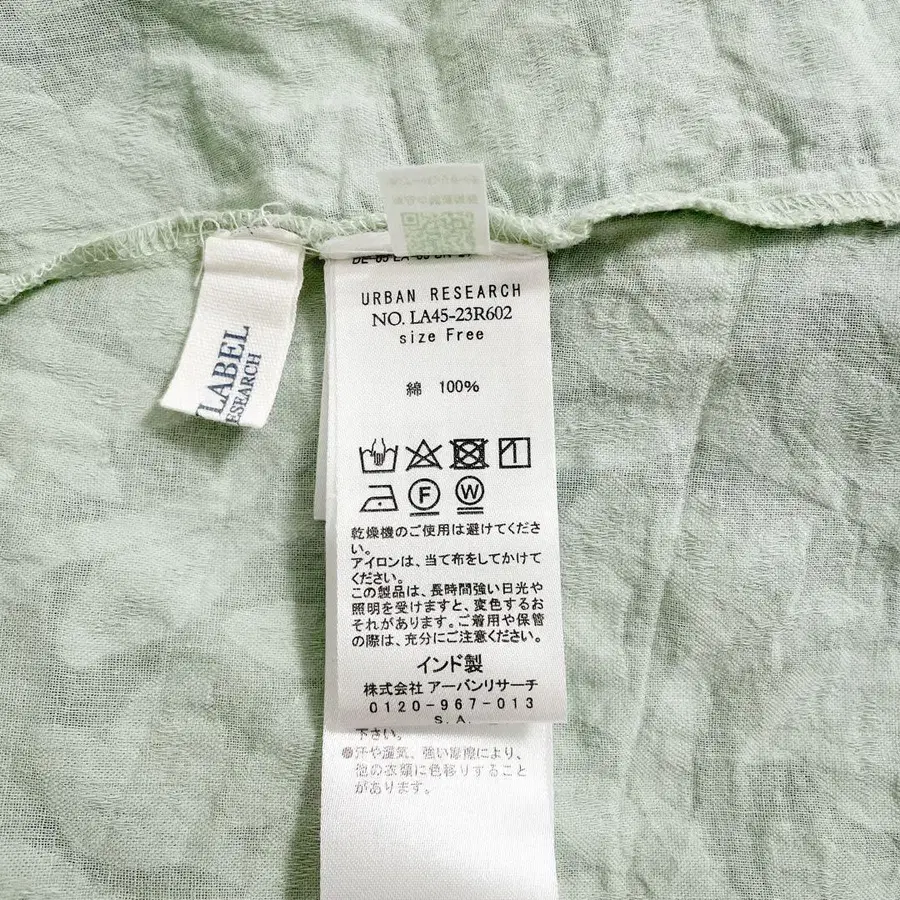 URBAN RESEARCH
NO. LA45-23R602
size Free
綿 100%
F
W
乾燥機のご使用は避けてくださ
い。
アイロンは、当て布をしてかけて
ください。
この製品は、長時間強い日光や
照明を受けますと、変色するお
それがあります。ご着用や保管
の際は、充分にご注意ください。
インド製
株式会社 アーバンリサーチ
0120-967-013
S.A.
下さい。
●汗や湿気、強い摩擦により、
他の衣類に色移りすること
があります。
LABEL
ESEARCH